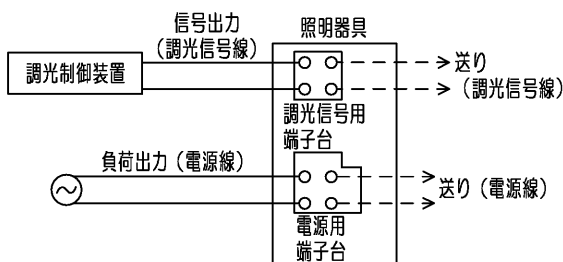 信号出力
（調光信号線）
照明器具
調光制御装置
送り
（調光信号線）
調光信号用
端子台
負荷出力（電源線）
送り（電源線）
電源用
端子台